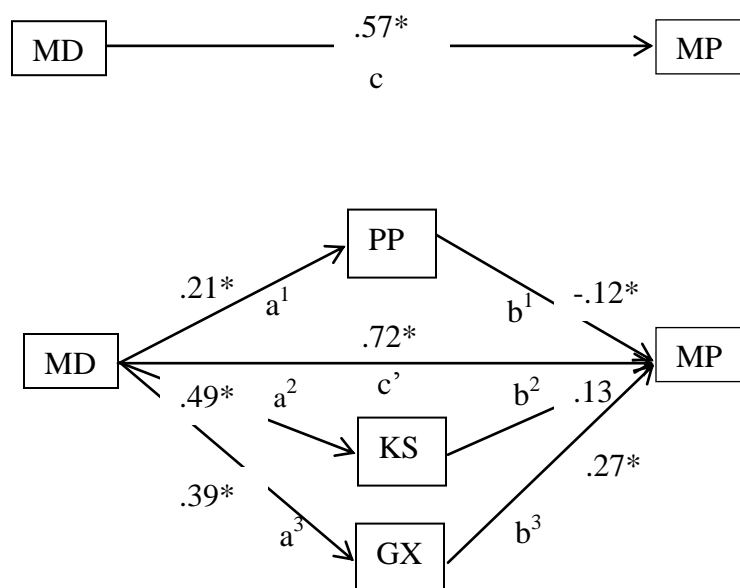 .57*
MD
MP
c
PP
.21*
a¹
b¹
-.12*
MD
.72*
MP
c’
.49*
a²
b²
.13
KS
.39*
.27*
a³
GX
b³